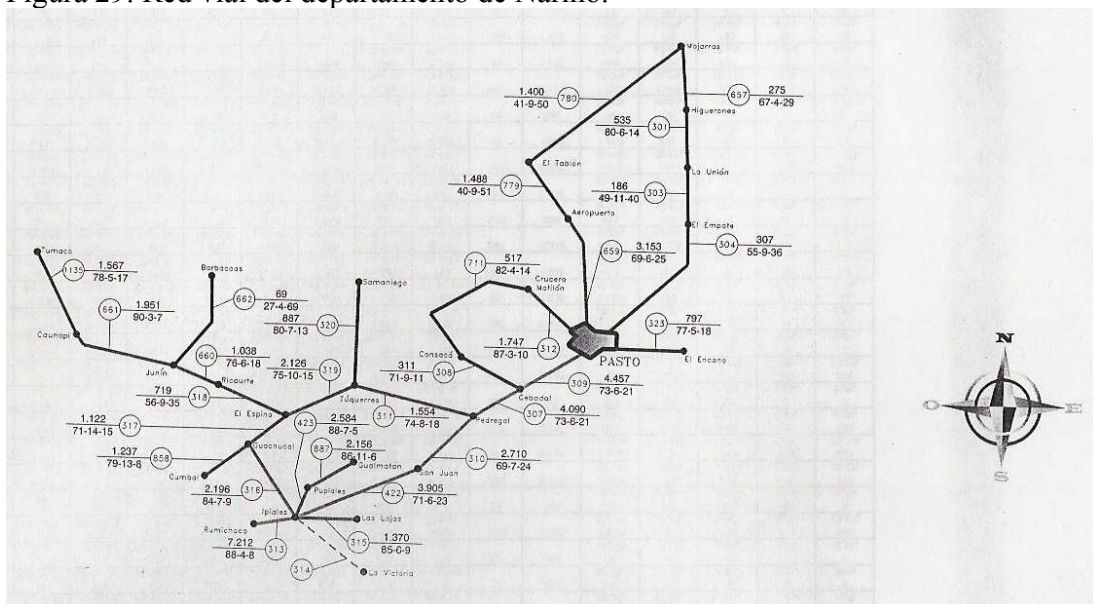 Figura 29. Red vial del departamento de Nariño.
Mojarras
1.400
41-9-50
780
657
275
67-4-29
Higuerones
535
80-6-14
301
El Tablón
La Unión
1.488
40-9-51
779
186
49-11-40
303
Aeropuerto
El Empate
304
307
55-9-36
659
3.153
69-6-25
Tumaco
1135
1.567
78-5-17
Barbacoas
662
69
27-4-69
Samaniego
711
517
82-4-14
Crucero
Matilón
661
1.951
90-3-7
887
80-7-13
320
Caunapi
323
797
77-5-18
El Encano
1.747
87-3-10
312
PASTO
660
1.038
76-6-18
2.126
75-10-15
319
Consacá
311
71-9-11
308
Junín
Ricaurte
309
4.457
73-6-21
Cebadal
719
56-9-35
318
Túquerres
El Espino
311
1.554
74-8-18
307
4.090
73-6-21
Pedregal
1.122
71-14-15
317
423
2.584
88-7-5
Guachucal
887
2.156
86-11-6
Gualmatán
310
2.710
69-7-24
San Juan
1.237
79-13-8
858
Cumbal
2.196
84-7-9
316
Pupiales
422
3.905
71-6-23
Ipiales
Las Lajas
Rumichaca
7.212
88-4-8
313
315
1.370
85-6-9
314
La Victoria
N
O
E
S